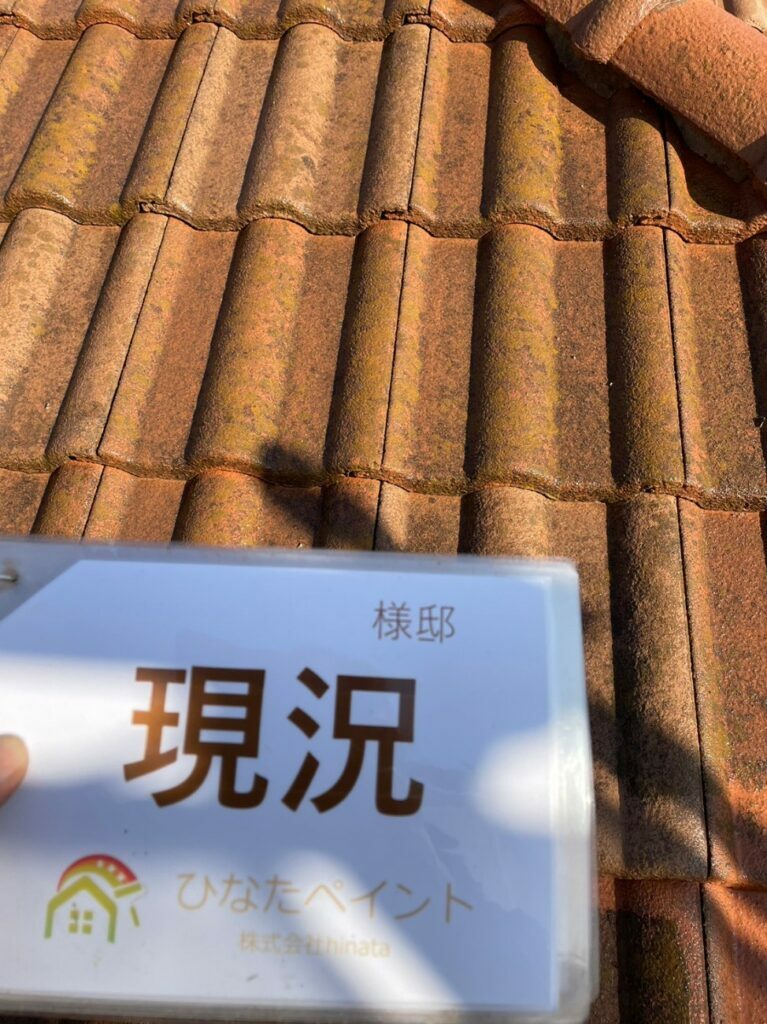 様邸
現況
ひなたペイント
株式会社hinata